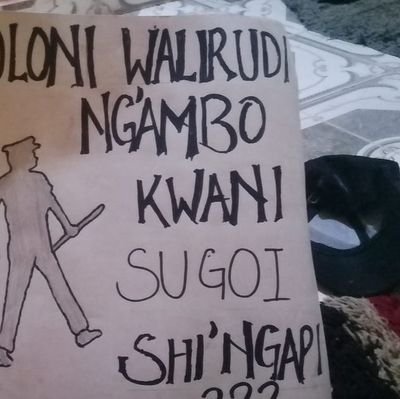 OLONI WALIRUDI
NG'AMBO
KWANI
SUGOI
SHI'NGAPI
???